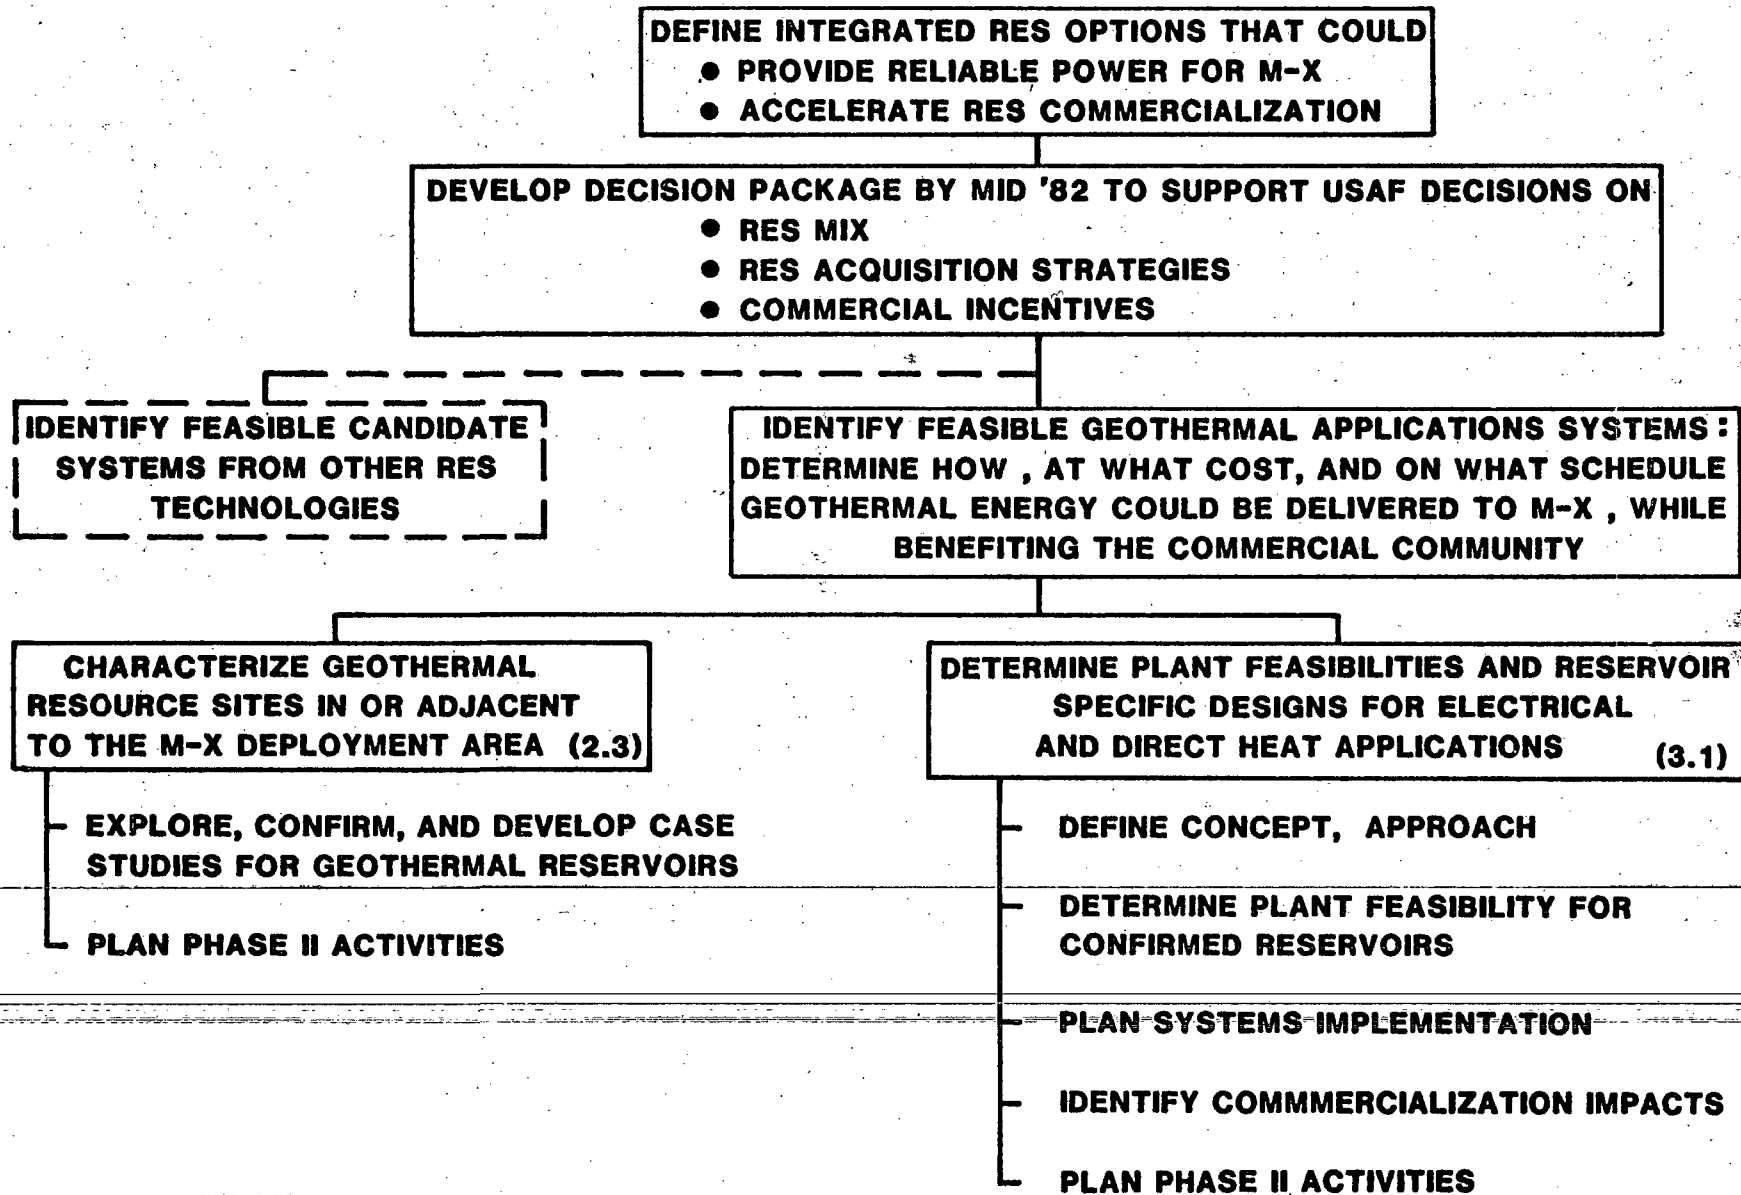 DEFINE INTEGRATED RES OPTIONS THAT COULD
● PROVIDE RELIABLE POWER FOR M-X
● ACCELERATE RES COMMERCIALIZATION
DEVELOP DECISION PACKAGE BY MID '82 TO SUPPORT USAF DECISIONS ON
● RES MIX
● RES ACQUISITION STRATEGIES
● COMMERCIAL INCENTIVES
IDENTIFY FEASIBLE CANDIDATE
SYSTEMS FROM OTHER RES
TECHNOLOGIES
IDENTIFY FEASIBLE GEOTHERMAL APPLICATIONS SYSTEMS :
DETERMINE HOW , AT WHAT COST, AND ON WHAT SCHEDULE
GEOTHERMAL ENERGY COULD BE DELIVERED TO M-X , WHILE
BENEFITING THE COMMERCIAL COMMUNITY
CHARACTERIZE GEOTHERMAL
RESOURCE SITES IN OR ADJACENT
TO THE M-X DEPLOYMENT AREA (2.3)
EXPLORE, CONFIRM, AND DEVELOP CASE
STUDIES FOR GEOTHERMAL RESERVOIRS
PLAN PHASE II ACTIVITIES
DETERMINE PLANT FEASIBILITIES AND RESERVOIR
SPECIFIC DESIGNS FOR ELECTRICAL
AND DIRECT HEAT APPLICATIONS (3.1)
DEFINE CONCEPT, APPROACH
DETERMINE PLANT FEASIBILITY FOR
CONFIRMED RESERVOIRS
PLAN SYSTEMS IMPLEMENTATION
IDENTIFY COMMMERCIALIZATION IMPACTS
PLAN PHASE II ACTIVITIES